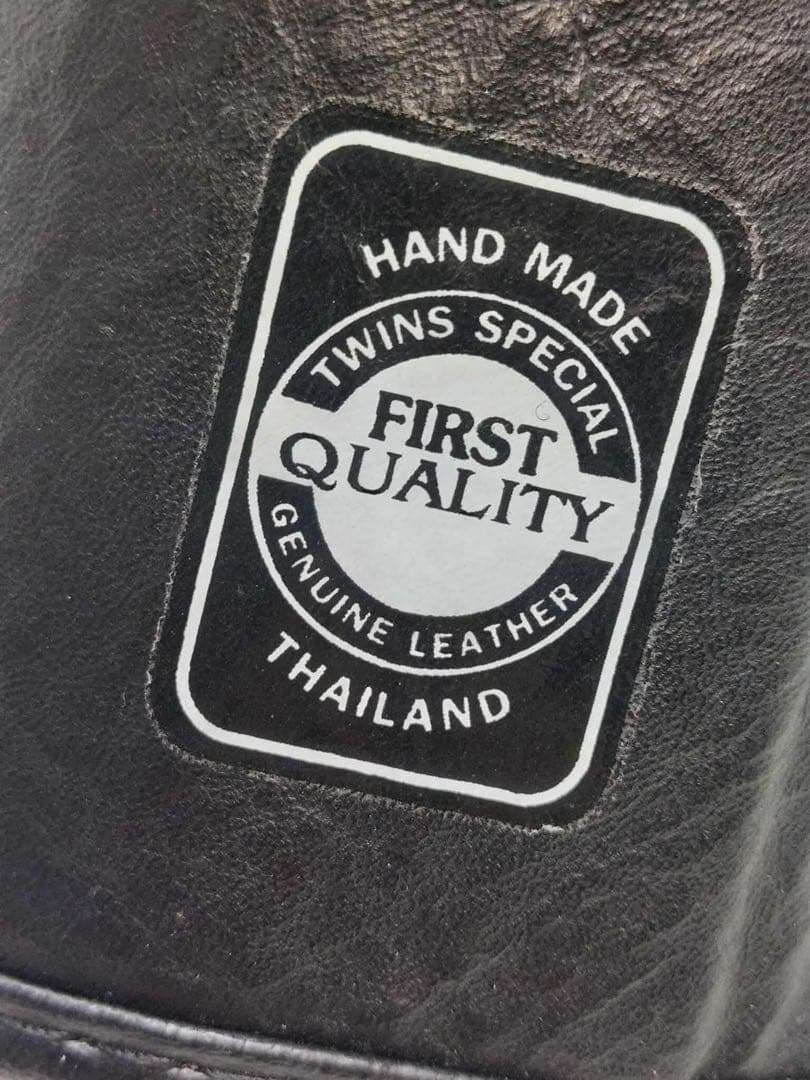 HAND MADE
TWINS SPECIAL
FIRST
QUALITY
GENUINE LEATHER
THAILAND